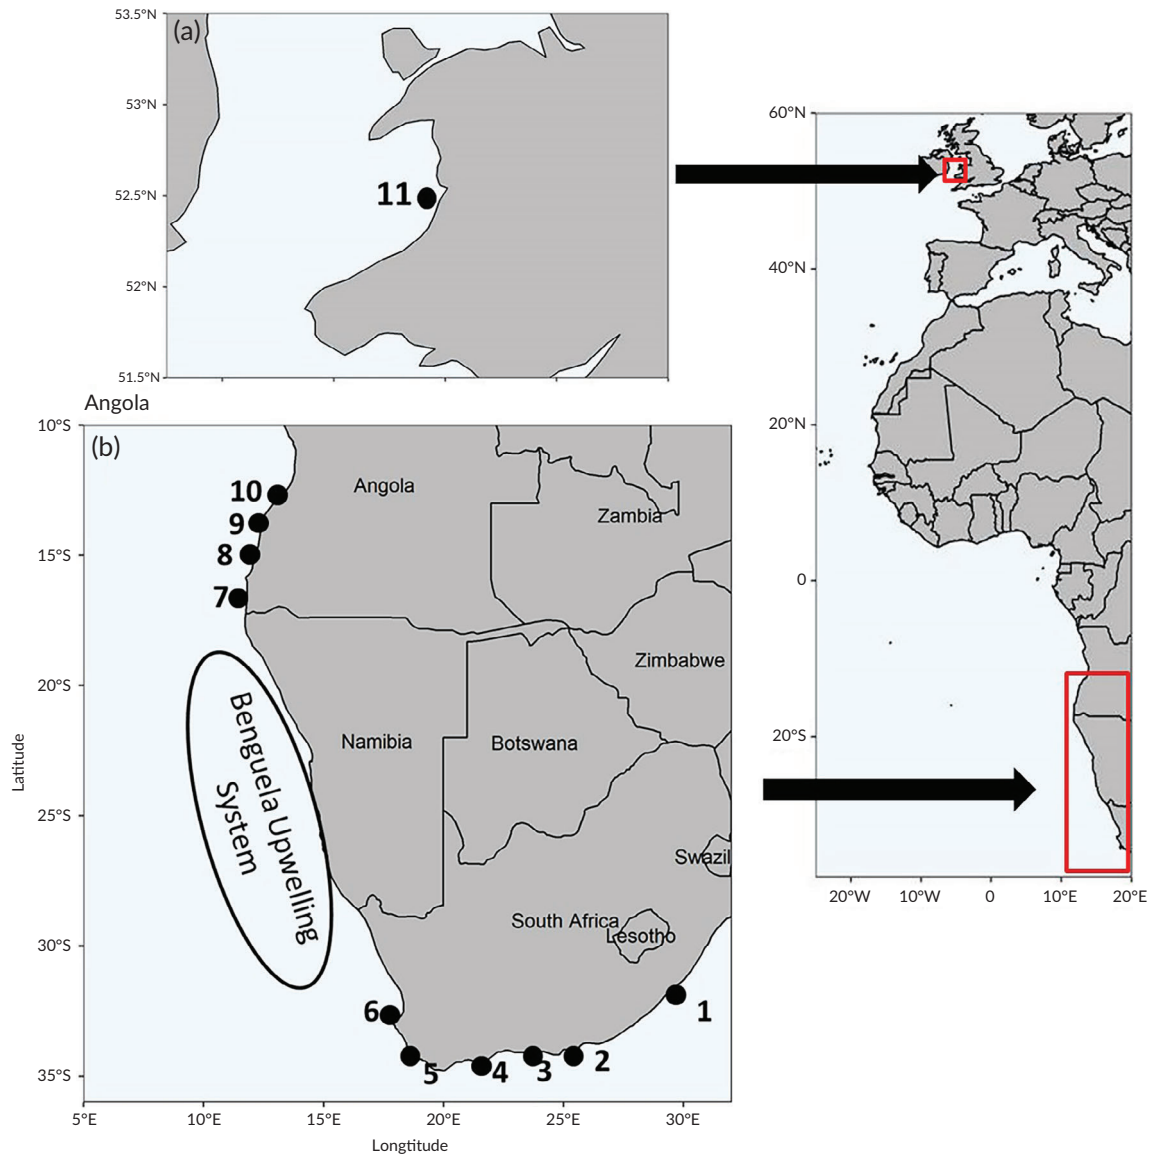 (a)
53.5°N
53°N
52.5°N
52°N
51.5°N
11
Angola
(b)
10°S
15°S
20°S
25°S
30°S
35°S
5°E
10°E
15°E
20°E
25°E
30°E
Latitude
Longtitude
10
9
8
7
6
5
4
3
2
1
Angola
Zambia
Zimbabwe
Namibia
Botswana
Swazil
South Africa
Lesotho
Benguela Upwelling
System
60°N
40°N
20°N
0
20°S
20°W
10°W
0
10°E
20°E